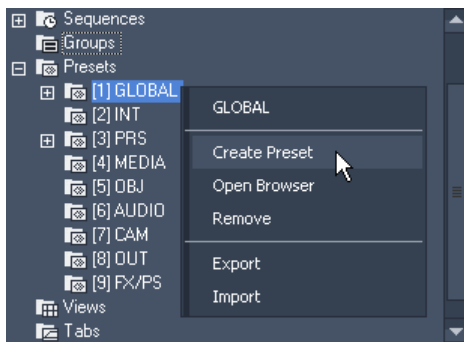 Sequences
Groups
Presets
[1] GLOBAL
[2] INT
[3] PRS
[4] MEDIA
[5] OBJ
[6] AUDIO
[7] CAM
[8] OUT
[9] FX/PS
Views
Tabs
GLOBAL
Create Preset
Open Browser
Remove
Export
Import